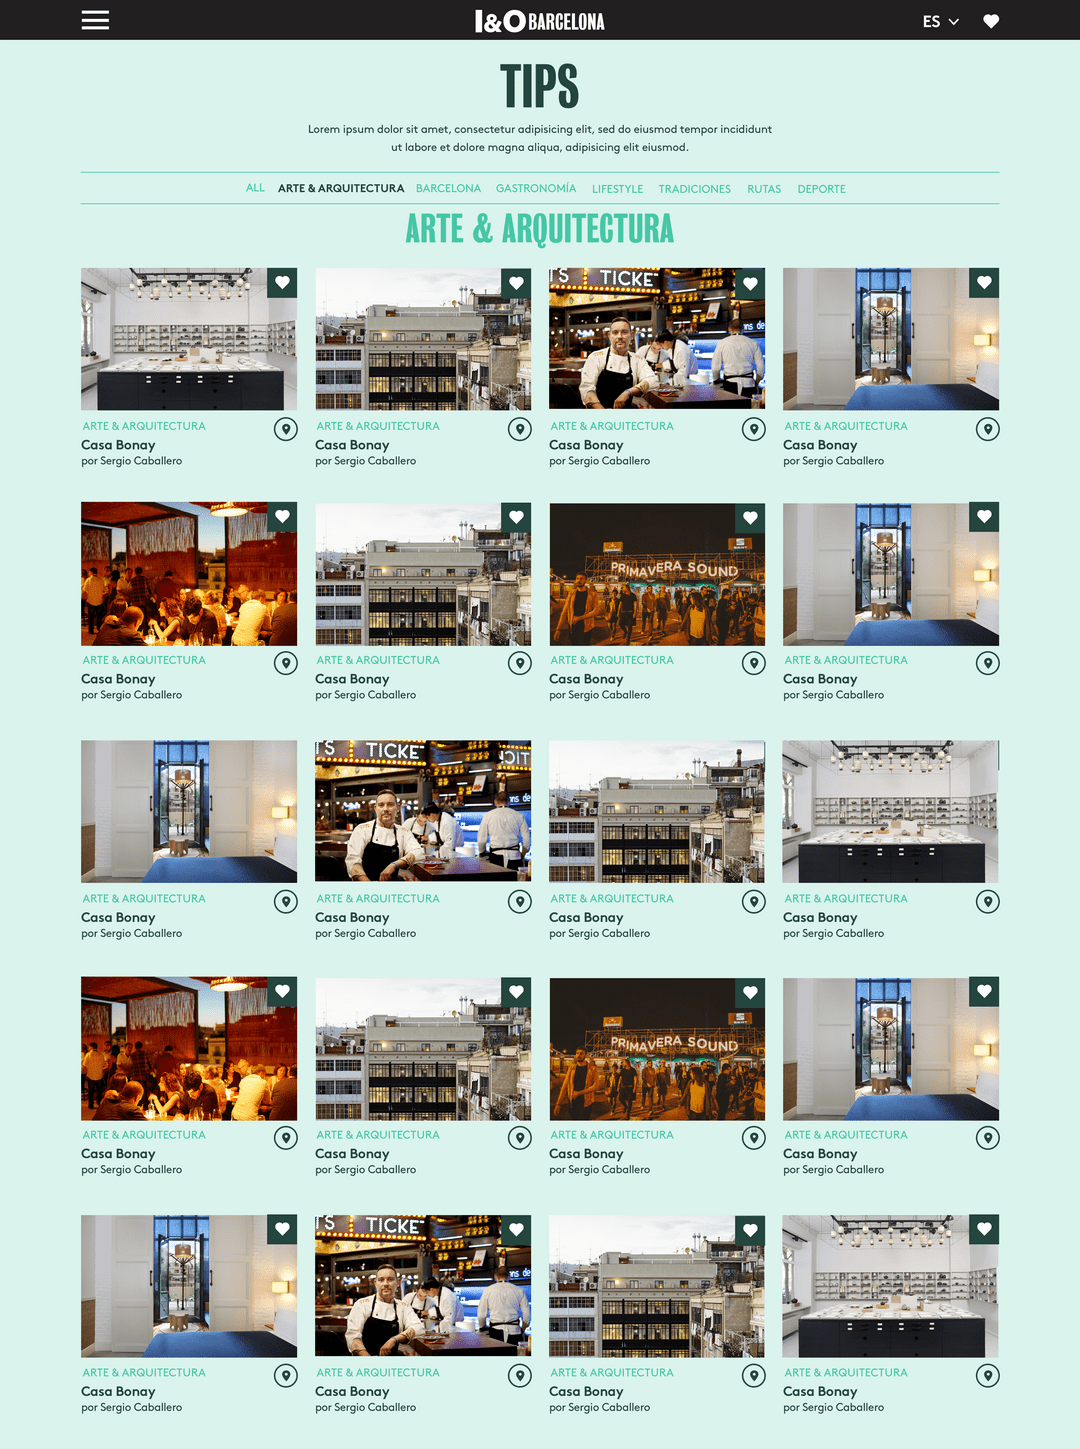 I&O BARCELONA
ES
TIPS
Lorem ipsum dolor sit amet, consectetur adipisicing elit, sed do eiusmod tempor incididunt
ut labore et dolore magna aliqua, adipisicing elit eiusmod.
ALL ARTE & ARQUITECTURA BARCELONA GASTRONOMÍA LIFESTYLE TRADICIONES RUTAS DEPORTE
ARTE & ARQUITECTURA
TICKE
ARTE & ARQUITECTURA
Casa Bonay
por Sergio Caballero
ARTE & ARQUITECTURA
Casa Bonay
por Sergio Caballero
ARTE & ARQUITECTURA
Casa Bonay
por Sergio Caballero
ARTE & ARQUITECTURA
Casa Bonay
por Sergio Caballero
PRIMAVERA SOUND
ARTE & ARQUITECTURA
Casa Bonay
por Sergio Caballero
ARTE & ARQUITECTURA
Casa Bonay
por Sergio Caballero
ARTE & ARQUITECTURA
Casa Bonay
por Sergio Caballero
ARTE & ARQUITECTURA
Casa Bonay
por Sergio Caballero
TICKE
ARTE & ARQUITECTURA
Casa Bonay
por Sergio Caballero
ARTE & ARQUITECTURA
Casa Bonay
por Sergio Caballero
ARTE & ARQUITECTURA
Casa Bonay
por Sergio Caballero
ARTE & ARQUITECTURA
Casa Bonay
por Sergio Caballero
PRIMAVERA SOUND
ARTE & ARQUITECTURA
Casa Bonay
por Sergio Caballero
ARTE & ARQUITECTURA
Casa Bonay
por Sergio Caballero
ARTE & ARQUITECTURA
Casa Bonay
por Sergio Caballero
ARTE & ARQUITECTURA
Casa Bonay
por Sergio Caballero
TICKE
ARTE & ARQUITECTURA
Casa Bonay
por Sergio Caballero
ARTE & ARQUITECTURA
Casa Bonay
por Sergio Caballero
ARTE & ARQUITECTURA
Casa Bonay
por Sergio Caballero
ARTE & ARQUITECTURA
Casa Bonay
por Sergio Caballero